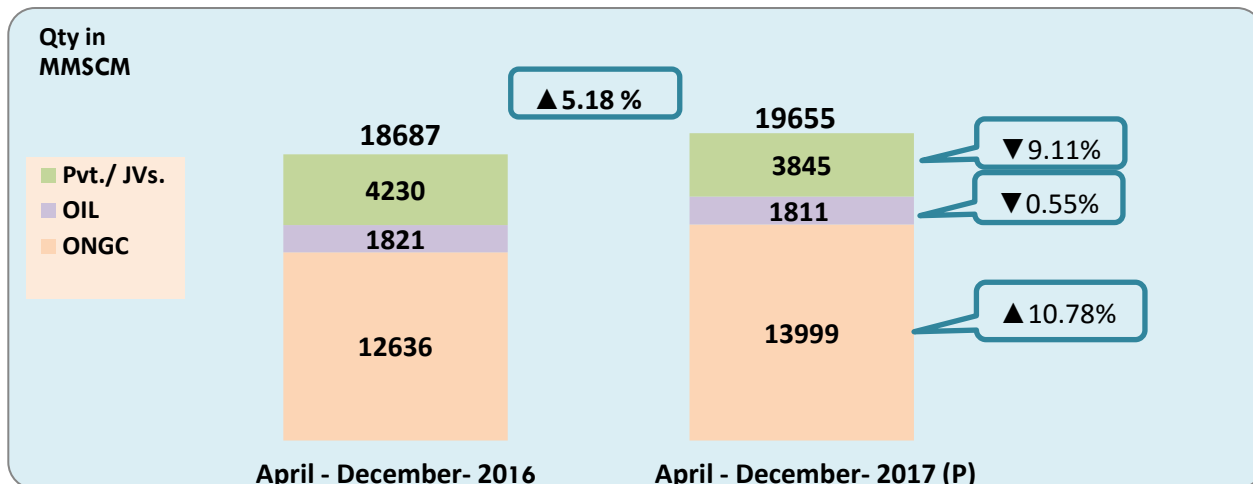 Qty in
MMSCM
▲5.18 %
18687
19655
Pvt./ JVs.
OIL
ONGC
4230
1821
12636
3845
1811
13999
▼9.11%
▼0.55%
▲10.78%
April - December- 2016
April - December- 2017 (P)